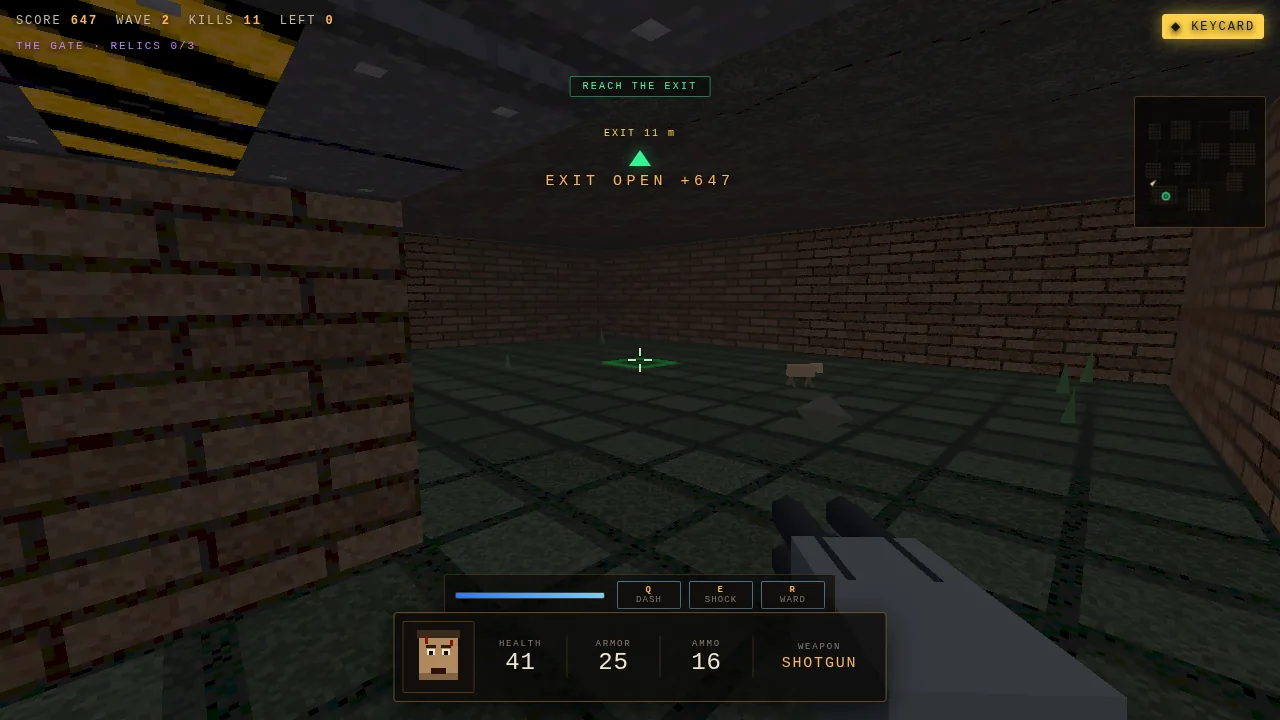 SCORE 647 WAVE 2 KILLS 11 LEFT 0
THE GATE · RELICS 0/3
◆ KEYCARD
REACH THE EXIT
EXIT 11 m
EXIT OPEN +647
Q E R
DASH SHOCK WARD
HEALTH ARMOR AMMO WEAPON
41 25 16 SHOTGUN